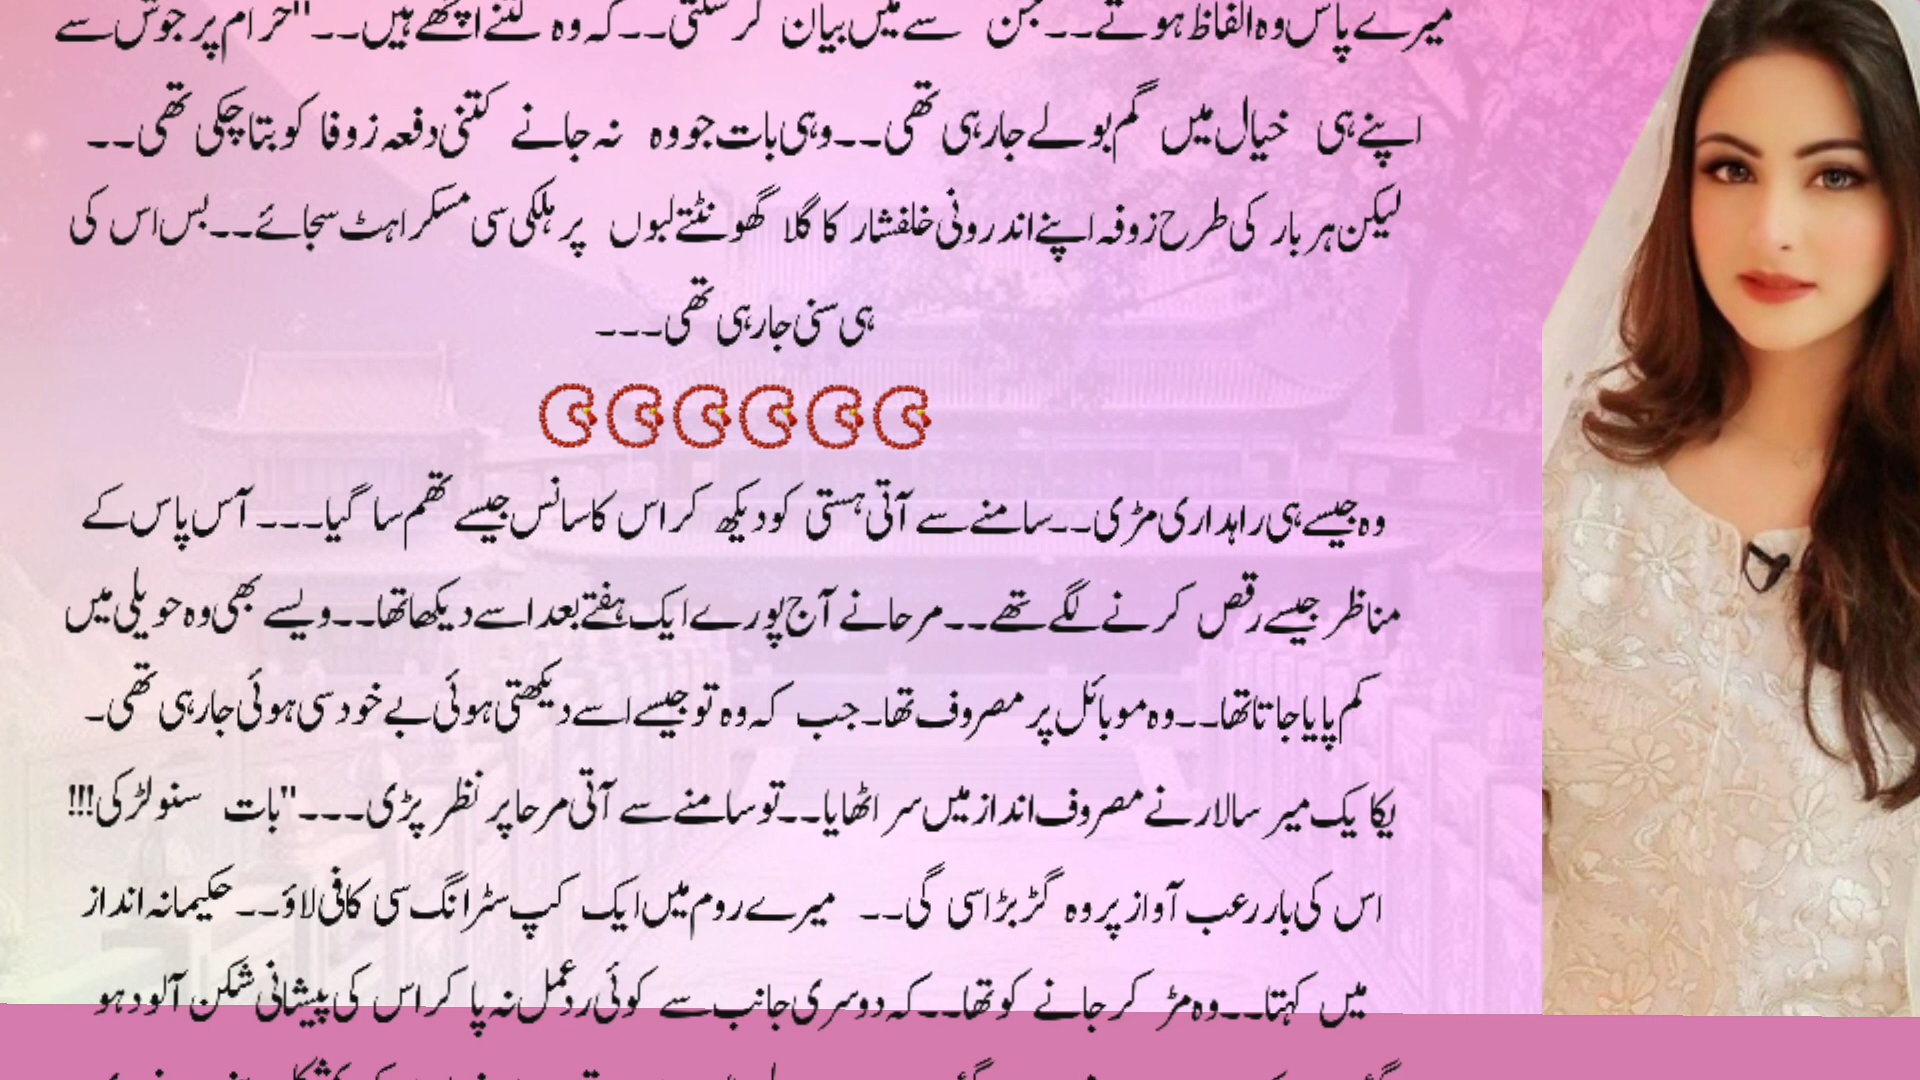 میرے پاس وہ الفاظ ہوتے۔۔جن سے میں بیان کر سکتی۔۔کہ وہ کتنے اچھے ہیں۔۔"حرام پر جوش سے
اپنے ہی خیال میں گم بولے جارہی تھی۔۔وہی بات جو وہ نہ جانے کتنی دفعہ زوفا کو بتا چکی تھی۔۔
لیکن ہر بار کی طرح زوفہ اپنے اندرونی خلفشار کا گلا گھونٹتے لبوں پر ہلکی سی مسکراہٹ سجائے۔۔بس اس کی
ہی سنی جارہی تھی۔۔۔
وہ جیسے ہی راہداری مڑی۔۔سامنے سے آتی ہستی کو دیکھ کر اس کا سانس جیسے تھم سا گیا۔۔۔ آس پاس کے
مناظر جیسے رقص کرنے لگے تھے۔۔مرحا نے آج پورے ایک ہفتے بعد اسے دیکھا تھا۔۔ویسے بھی وہ حویلی میں
کم پایا جاتا تھا۔۔وہ موبائل پر مصروف تھا۔جب کہ وہ تو جیسے اسے دیکھتی ہوئی بے خود سی ہوئی جارہی تھی۔
یکا یک میر سالار نے مصروف انداز میں سر اٹھایا۔۔تو سامنے سے آتی مرحا پر نظر پڑی۔۔۔"بات سنو لڑکی!!!
اس کی بار رعب آواز پر وہ گڑبڑا سی گی۔۔ میرے روم میں ایک کپ سٹرانگ سی کافی لاؤ۔۔حکیمانہ انداز
میں کہتا۔۔وہ مڑ کر جانے کو تھا۔۔کہ دوسری جانب سے کوئی ردعمل نہ پا کر اس کی پیشانی شکن آلود ہو